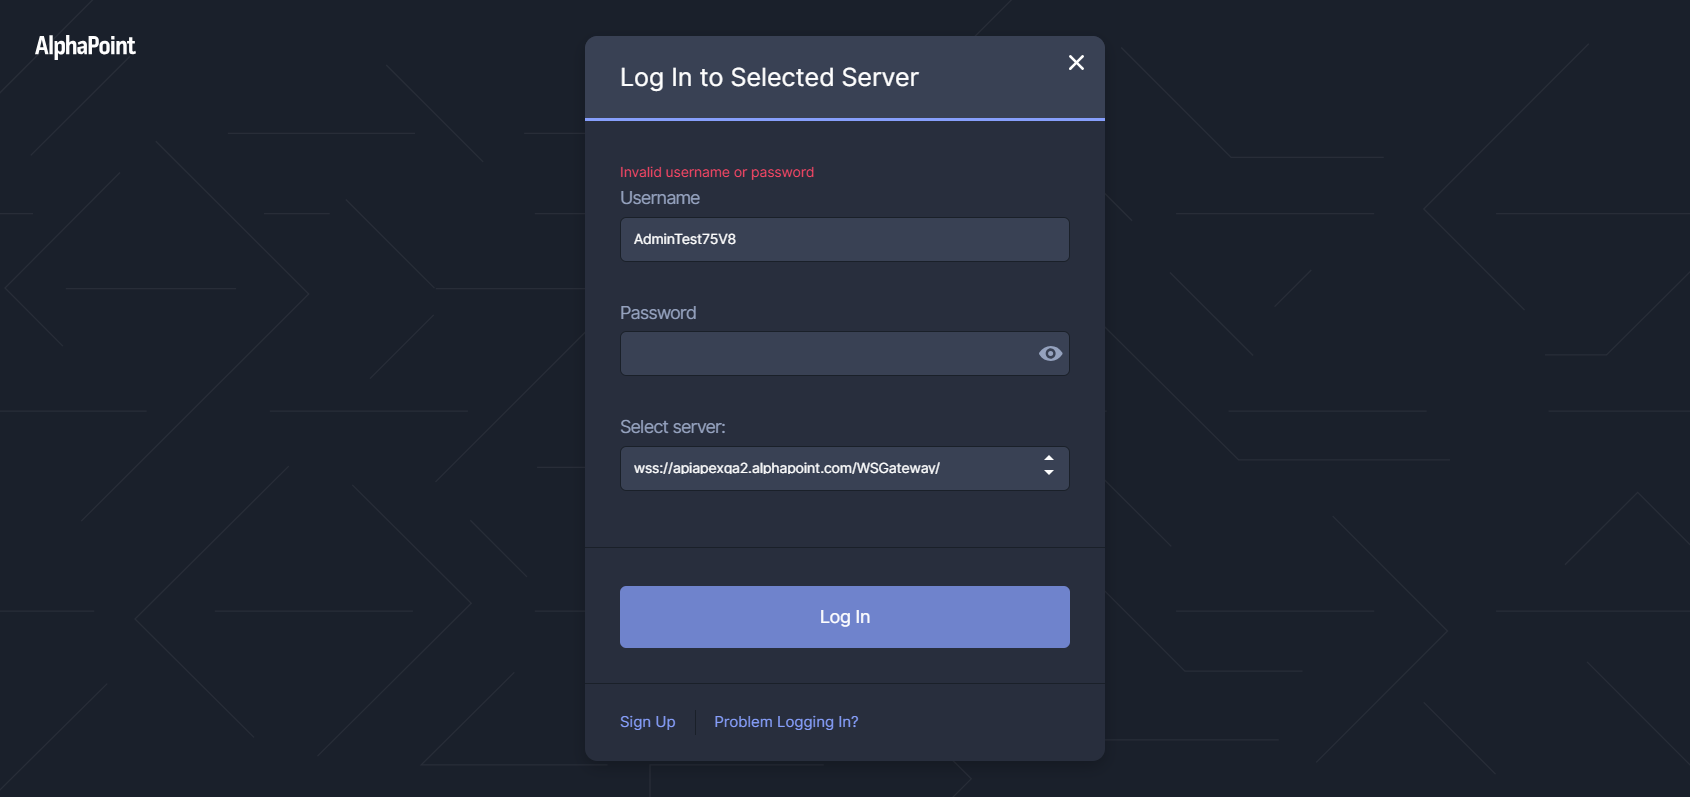 AlphaPoint
Log In to Selected Server
Invalid username or password
Username
AdminTest75V8
Password
Select server:
wss://apiapexqa2.alphapoint.com/WSGateway/
Log In
Sign Up
Problem Logging In?